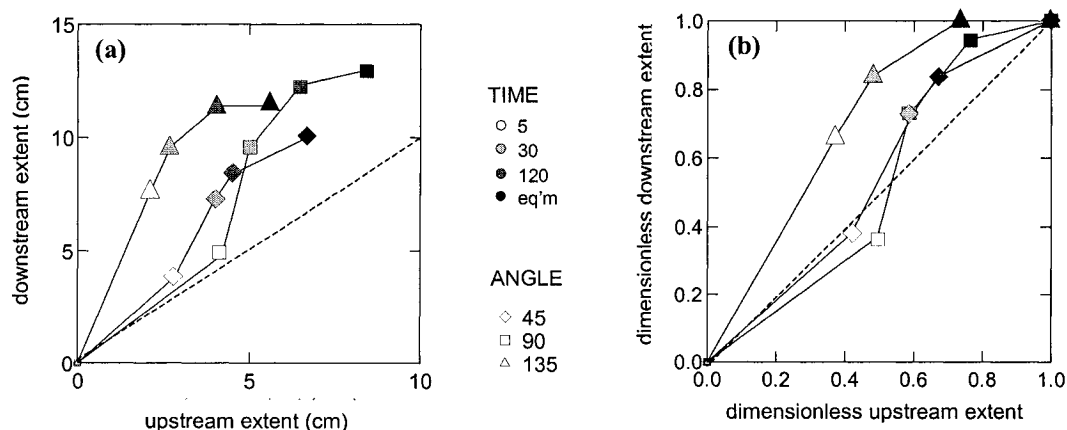 (a)
15
10
5
0
downstream extent (cm)
0 5 10
upstream extent (cm)
TIME
5
30
120
eq'm
ANGLE
45
90
135
(b)
1.0
0.8
0.6
0.4
0.2
0.0
dimensionless downstream extent
0.0 0.2 0.4 0.6 0.8 1.0
dimensionless upstream extent